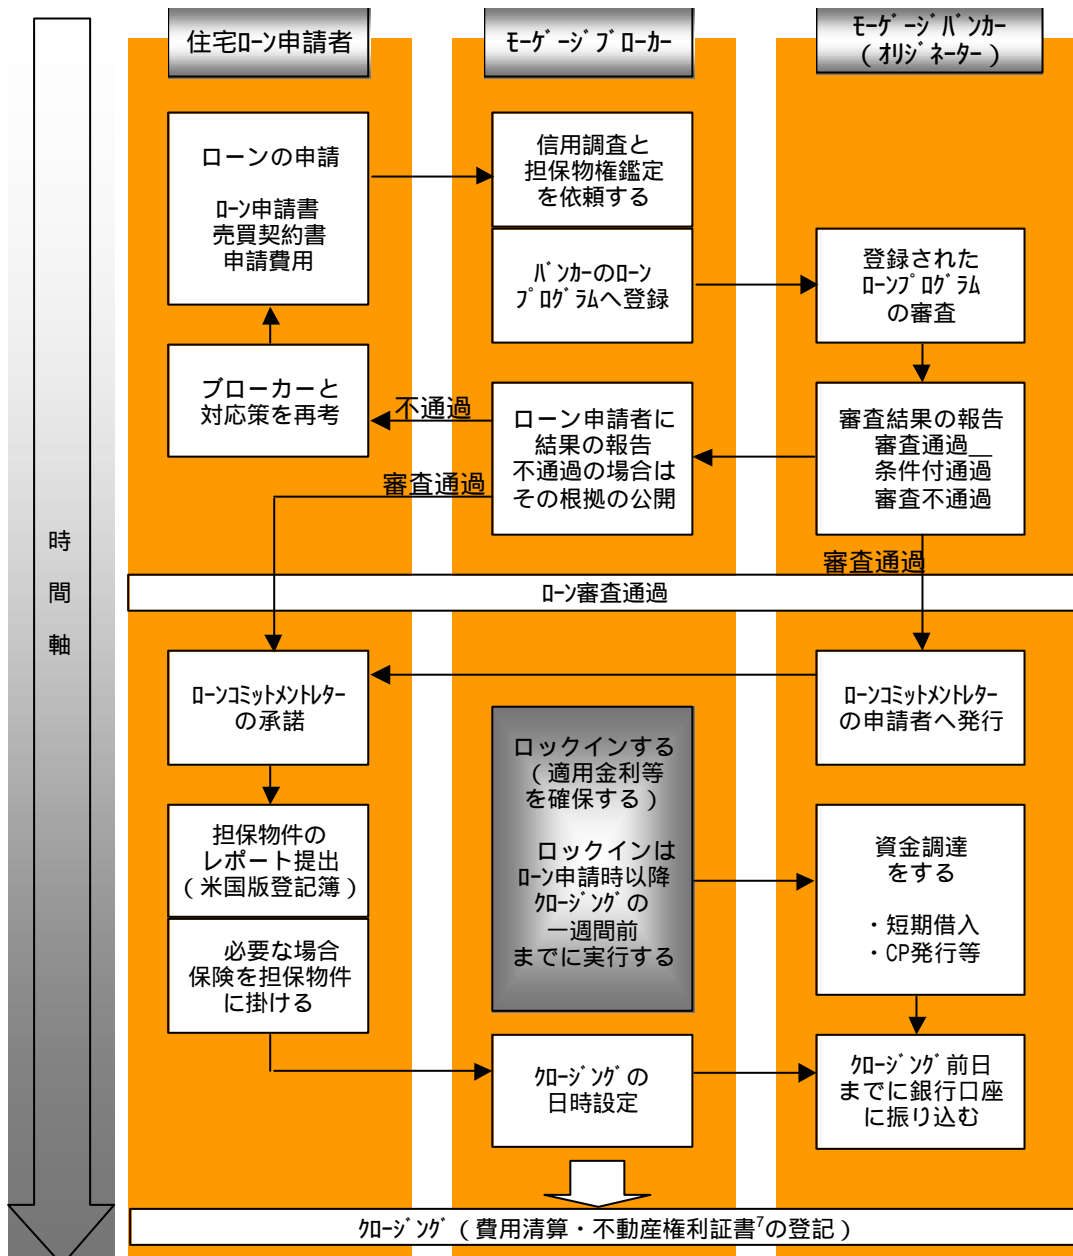 住宅ﾛｰﾝ申請者
ﾓｰｹﾞｰｼﾞﾌﾞﾛｰｶｰ
ﾓｰｹﾞｰｼﾞﾊﾞﾝｶｰ
（ｵﾘｼﾞﾈｰﾀｰ）
ローンの申請
ﾛｰﾝ申請書
売買契約書
申請費用
信用調査と
担保物権鑑定
を依頼する
ﾊﾞﾝｶｰのﾛｰﾝ
ﾌﾟﾛｸﾞﾗﾑへ登録
登録された
ﾛｰﾝﾌﾟﾛｸﾞﾗﾑ
の審査
ブローカーと
対応策を再考
不通過
審査通過
ローン申請者に
結果の報告
不通過の場合は
その根拠の公開
審査結果の報告
審査通過
条件付通過
審査不通過
審査通過
ﾛｰﾝ審査通過
時
間
軸
ﾛｰﾝｺﾐｯﾄﾒﾝﾄﾚﾀｰ
の承諾
ﾛｰﾝｺﾐｯﾄﾒﾝﾄﾚﾀｰ
の申請者へ発行
ロックインする
（適用金利等
を確保する）
ロックインは
ﾛｰﾝ申請時以降
ｸﾛｰｼﾞﾝｸﾞの
一週間前
までに実行する
担保物件の
レポート提出
（米国版登記簿）
必要な場合
保険を担保物件
に掛ける
資金調達
をする
・短期借入
・CP発行等
ｸﾛｰｼﾞﾝｸﾞの
日時設定
ｸﾛｰｼﾞﾝｸﾞ前日
までに銀行口座
に振り込む
ｸﾛｰｼﾞﾝｸﾞ（費用清算・不動産権利証書7の登記）